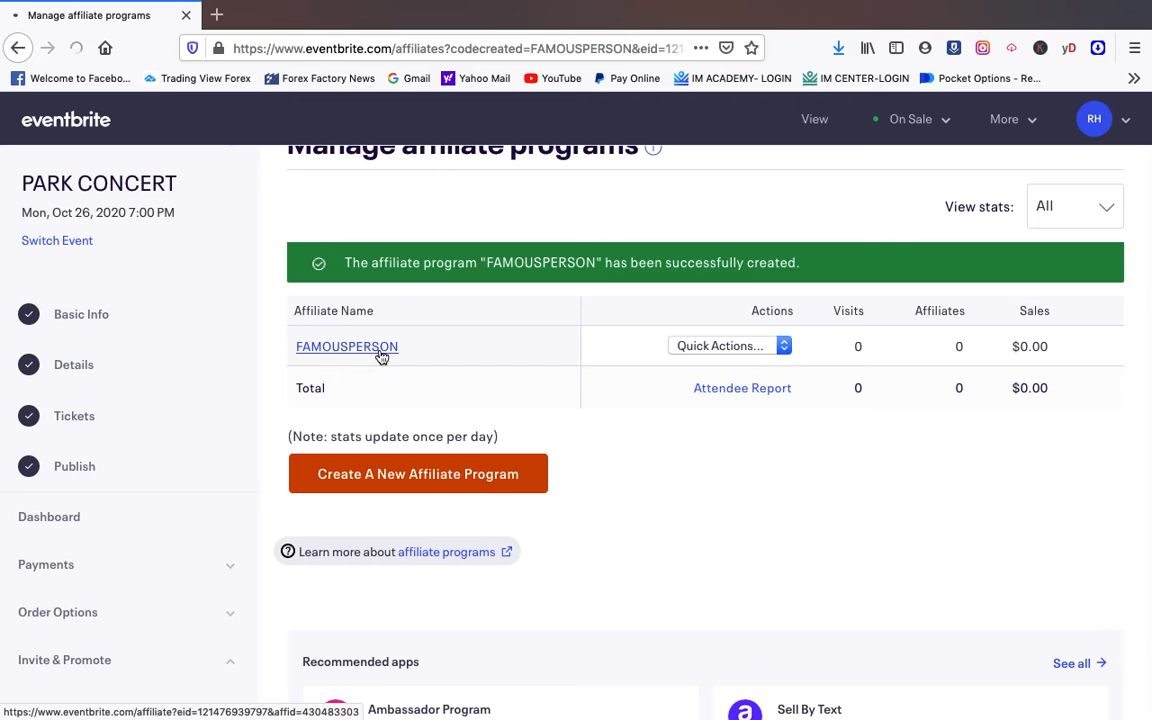 Manage affiliate programs
https://www.eventbrite.com/affiliates?codecreated=FAMOUSPERSON&eid=121
Welcome to Facebo...
Trading View Forex
Forex Factory News
Gmail
Yahoo Mail
YouTube
Pay Online
IM ACADEMY- LOGIN
IM CENTER-LOGIN
Pocket Options - Re...
eventbrite
View
On Sale
More
RH
PARK CONCERT
Mon, Oct 26, 2020 7:00 PM
Switch Event
Basic Info
Details
Tickets
Publish
Dashboard
Payments
Order Options
Invite & Promote
Manage affiliate programs
View stats:
All
The affiliate program "FAMOUSPERSON" has been successfully created.
Affiliate Name Actions Visits Affiliates Sales
FAMOUSPERSON Quick Actions... 0 0 $0.00
Total Attendee Report 0 0 $0.00
(Note: stats update once per day)
Create A New Affiliate Program
Learn more about affiliate programs
Recommended apps
See all
Ambassador Program
Sell By Text
https://www.eventbrite.com/affiliate?eid=121476939797&affid=430483303